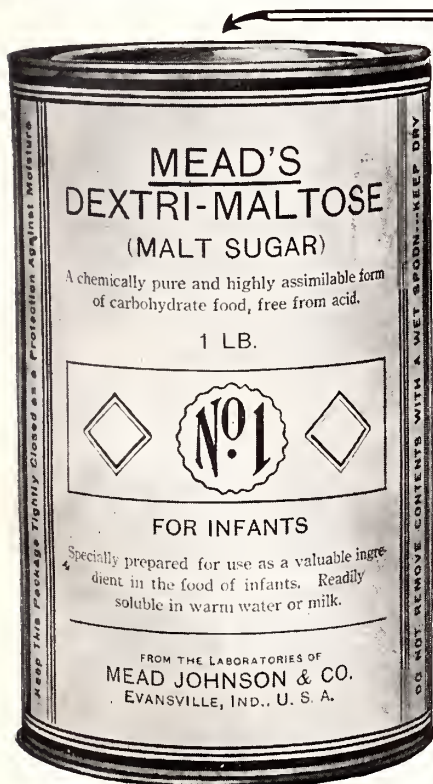 MEAD'S
DEXTRI-MALTOSE
(MALT SUGAR)
A chemically pure and highly assimilable form
of carbohydrate food, free from acid.
1 LB.
No. 1
FOR INFANTS
Specially prepared for use as a valuable ingre-
dient in the food of infants. Readily
soluble in warm water or milk.
FROM THE LABORATORIES OF
MEAD JOHNSON & CO.
EVANSVILLE, IND., U. S. A.
Keep This Package Tightly Closed as a Protection Against Moisture
DO NOT REMOVE CONTENTS WITH A WET SPOON...KEEP DRY